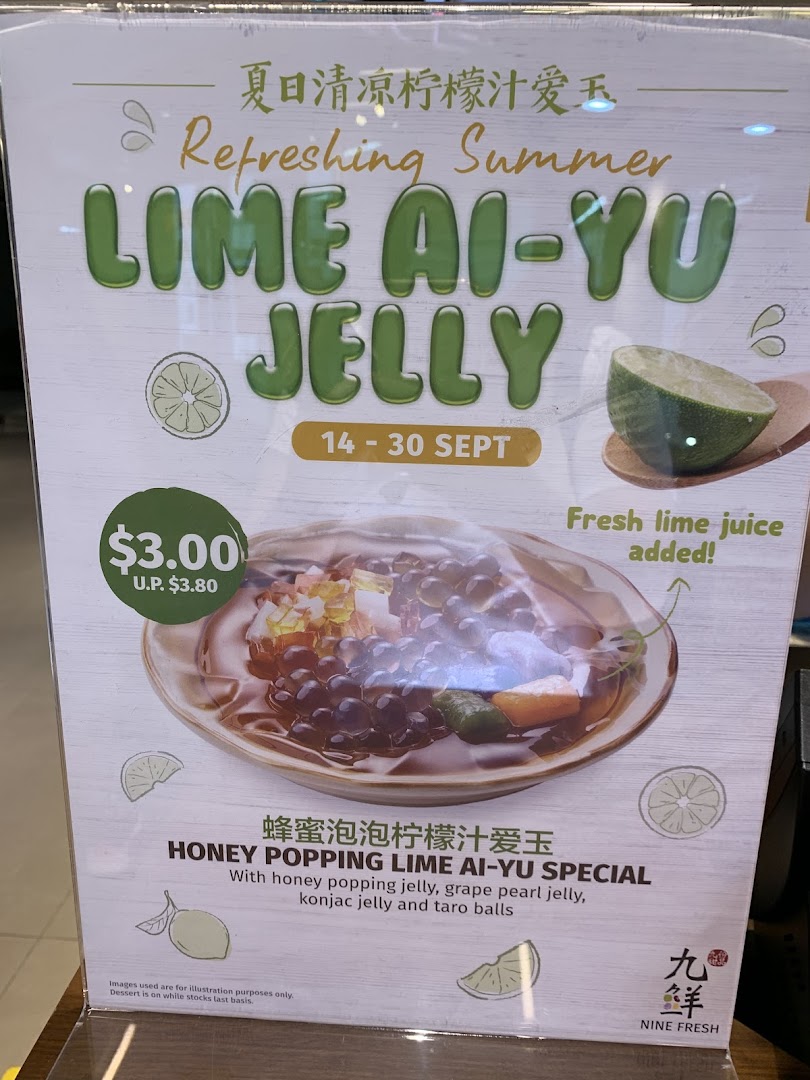 夏日清凉柠檬汁爱玉
Refreshing Summer
LIME AI-YU
JELLY
14 - 30 SEPT
$3.00
U.P. $3.80
Fresh lime juice
added!
蜂蜜泡泡柠檬汁爱玉
HONEY POPPING LIME AI-YU SPECIAL
With honey popping jelly, grape pearl jelly,
konjac jelly and taro balls
Images used are for illustration purposes only.
Dessert is on while stocks last basis.
九鲜
NINE FRESH